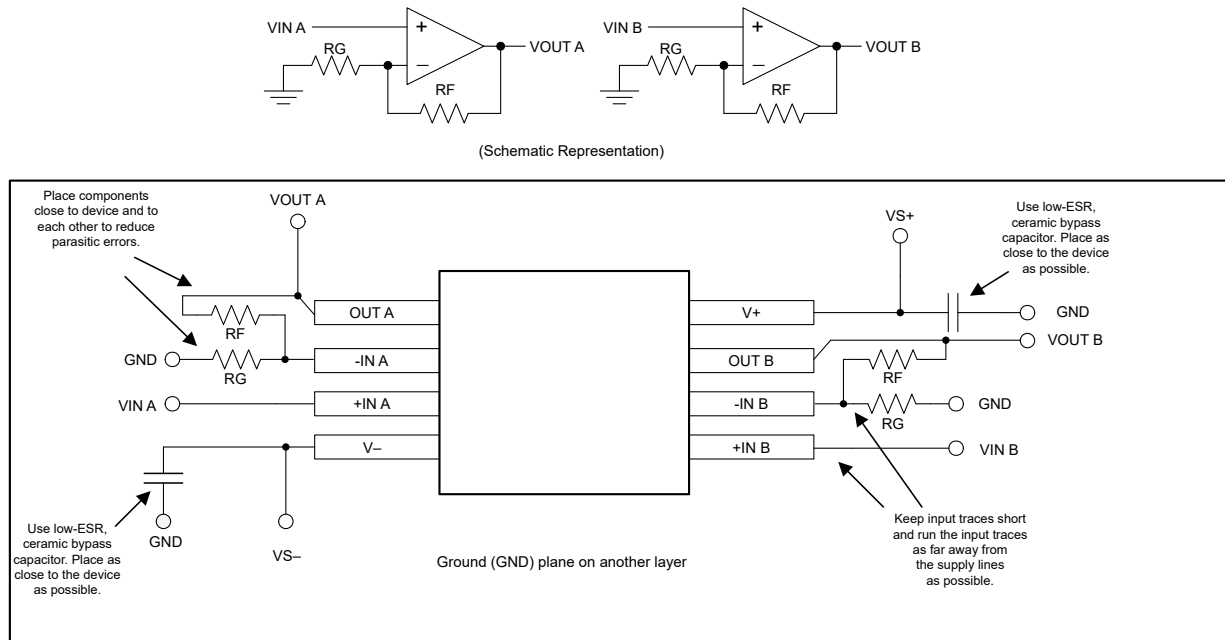 VIN A
+
VOUT A
RG
–
RF
VIN B
+
VOUT B
RG
–
RF
(Schematic Representation)
Place components
close to device and to
each other to reduce
parasitic errors.
VOUT A
VS+
Use low-ESR,
ceramic bypass
capacitor. Place as
close to the device
as possible.
OUT A
V+
GND
RF
OUT B
VOUT B
GND
-IN A
RF
RG
VIN A
+IN A
-IN B
GND
RG
V–
+IN B
VIN B
Use low-ESR,
ceramic bypass
capacitor. Place as
close to the device
as possible.
GND
VS–
Ground (GND) plane on another layer
Keep input traces short
and run the input traces
as far away from
the supply lines
as possible.